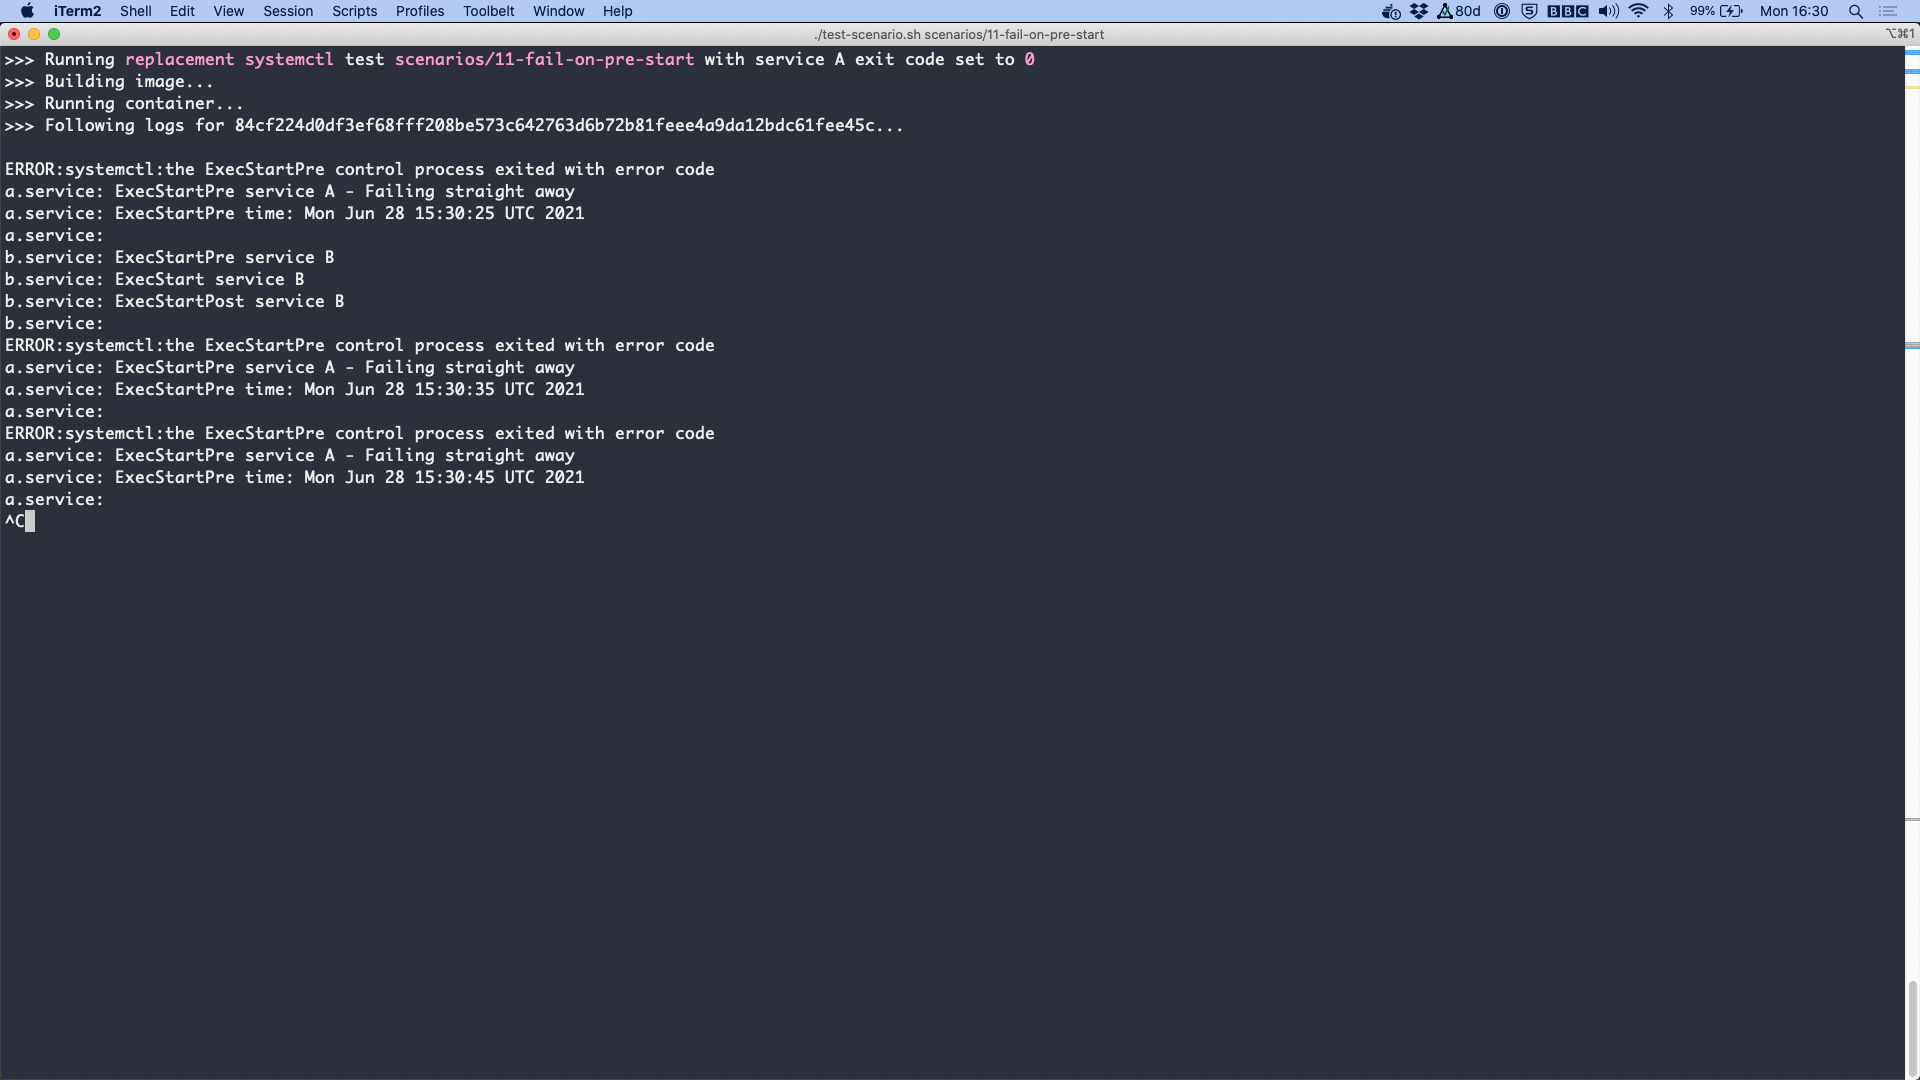 iTerm2 Shell Edit View Session Scripts Profiles Toolbelt Window Help 80d BBC 99% Mon 16:30
./test-scenario.sh scenarios/11-fail-on-pre-start ⌥⌘1
>>> Running replacement systemctl test scenarios/11-fail-on-pre-start with service A exit code set to 0
>>> Building image...
>>> Running container...
>>> Following logs for 84cf224d0df3ef68fff208be573c642763d6b72b81feee4a9da12bdc61fee45c...
ERROR:systemctl:the ExecStartPre control process exited with error code
a.service: ExecStartPre service A - Failing straight away
a.service: ExecStartPre time: Mon Jun 28 15:30:25 UTC 2021
a.service:
b.service: ExecStartPre service B
b.service: ExecStart service B
b.service: ExecStartPost service B
b.service:
ERROR:systemctl:the ExecStartPre control process exited with error code
a.service: ExecStartPre service A - Failing straight away
a.service: ExecStartPre time: Mon Jun 28 15:30:35 UTC 2021
a.service:
ERROR:systemctl:the ExecStartPre control process exited with error code
a.service: ExecStartPre service A - Failing straight away
a.service: ExecStartPre time: Mon Jun 28 15:30:45 UTC 2021
a.service:
^C